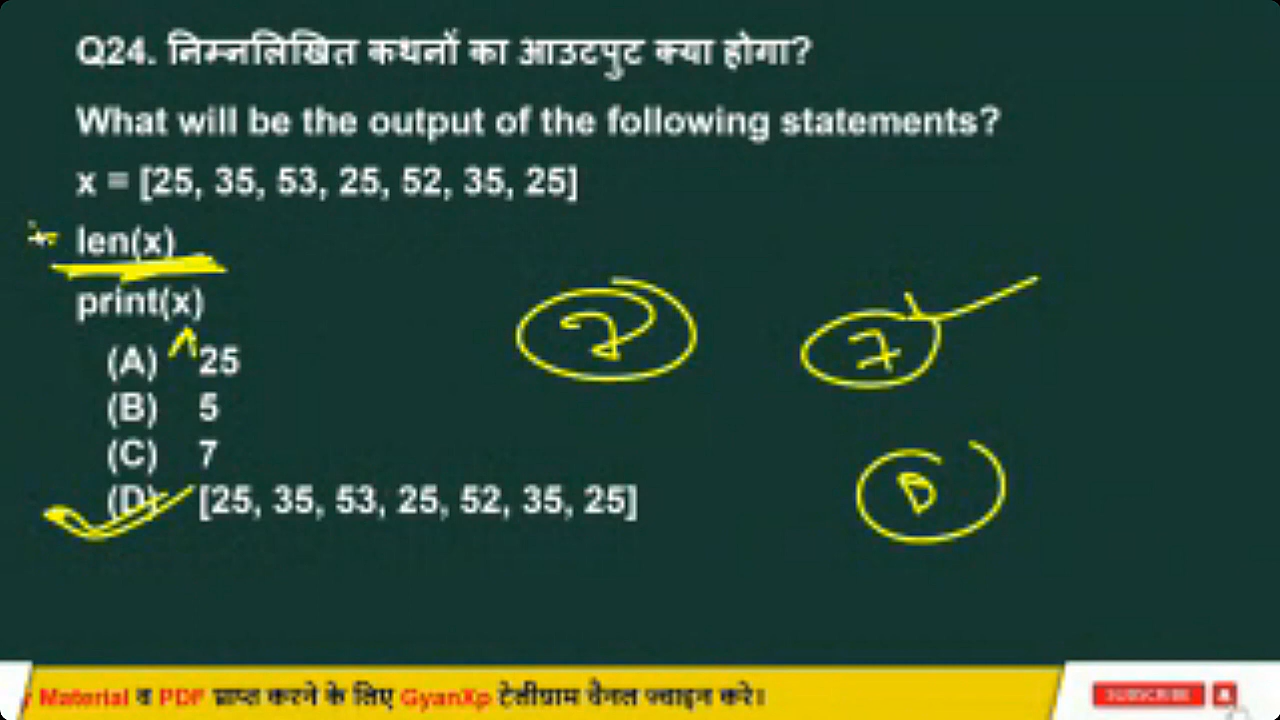 Q24. निम्नलिखित कथनों का आउटपुट क्या होगा?
What will be the output of the following statements?
x = [25, 35, 53, 25, 52, 35, 25]
len(x)
print(x)
(A) 25
(B) 5
(C) 7
(D) [25, 35, 53, 25, 52, 35, 25]
7
D
Material व PDF प्राप्त करने के लिए GyanXp टेलीग्राम चैनल ज्वाइन करे।
SUBSCRIBE